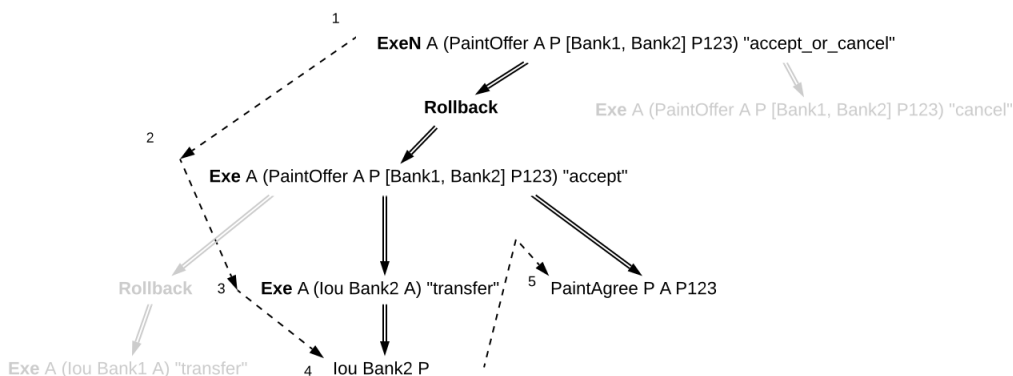 1
ExeN A (PaintOffer A P [Bank1, Bank2] P123) "accept_or_cancel"
Rollback
Exe A (PaintOffer A P [Bank1, Bank2] P123) "cancel"
2
Exe A (PaintOffer A P [Bank1, Bank2] P123) "accept"
Rollback
3
Exe A (Iou Bank2 A) "transfer"
5
PaintAgree P A P123
Exe A (Iou Bank1 A) "transfer"
4
Iou Bank2 P